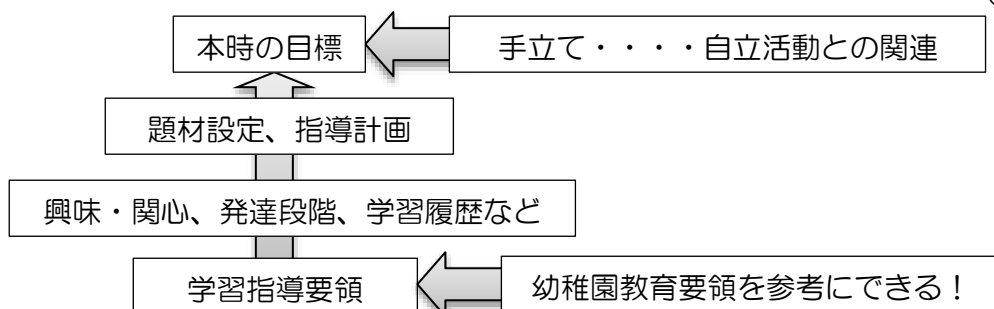 本時の目標
手立て・・・・自立活動との関連
題材設定、指導計画
興味・関心、発達段階、学習履歴など
学習指導要領
幼稚園教育要領を参考にできる！